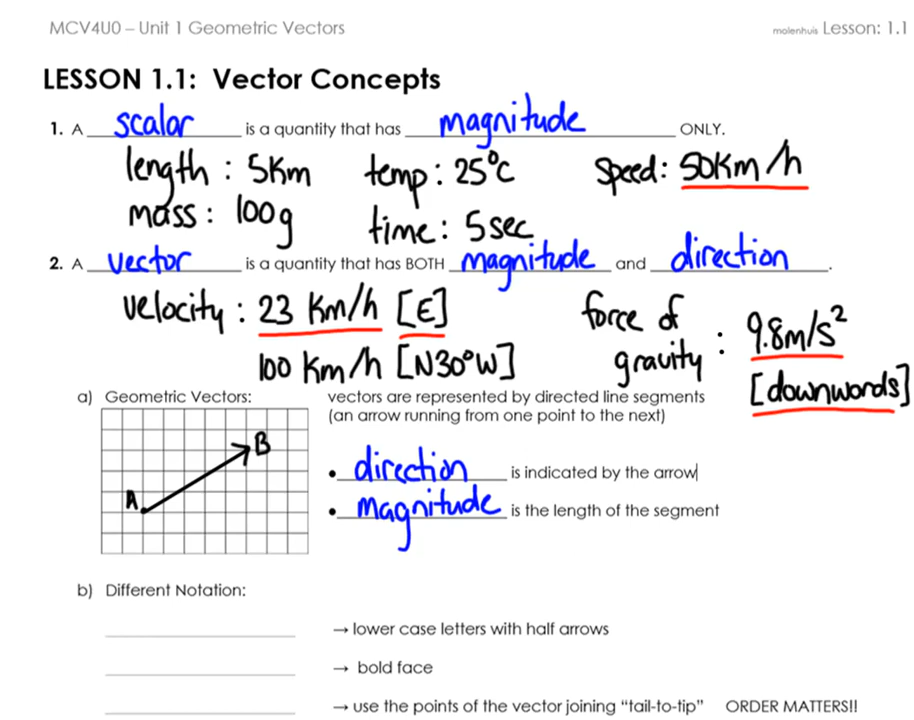 MCV4U0 – Unit 1 Geometric Vectors molenhuis Lesson: 1.1
LESSON 1.1: Vector Concepts
1. A scalar is a quantity that has magnitude ONLY.
length : 5Km temp : 25°C speed: 50Km/h
mass : 100g time : 5sec
2. A vector is a quantity that has BOTH magnitude and direction.
velocity : 23 Km/h [E] force of gravity : 9.8m/s²
100 Km/h [N30°W] [downwords]
a) Geometric Vectors: vectors are represented by directed line segments
(an arrow running from one point to the next)
A B
• direction is indicated by the arrow
• magnitude is the length of the segment
b) Different Notation:
→ lower case letters with half arrows
→ bold face
→ use the points of the vector joining “tail-to-tip” ORDER MATTERS!!